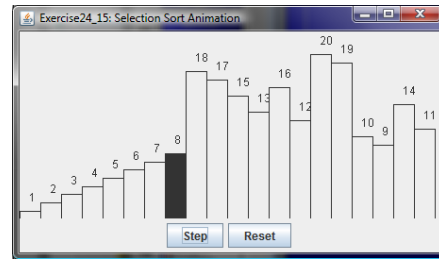 Exercise24_15: Selection Sort Animation
1 2 3 4 5 6 7 8 18 17 15 13 16 12 20 19 10 9 14 11
Step Reset